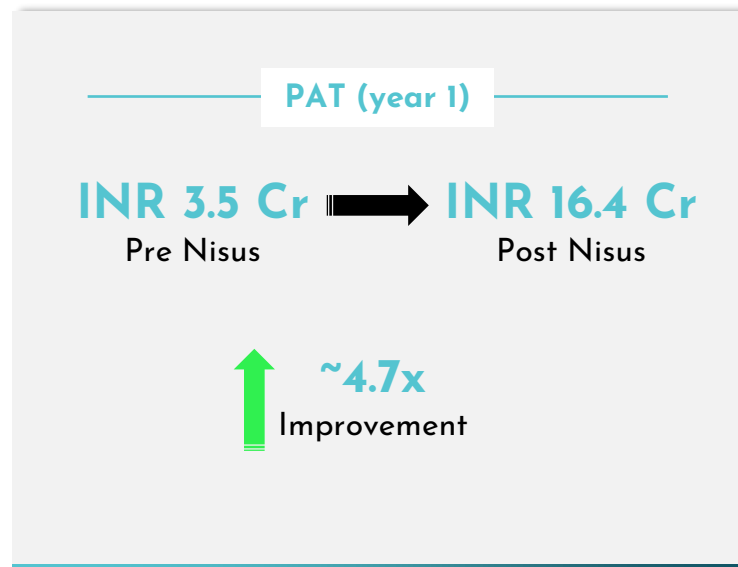 PAT (year 1)
INR 3.5 Cr INR 16.4 Cr
Pre Nisus Post Nisus
~4.7x
Improvement